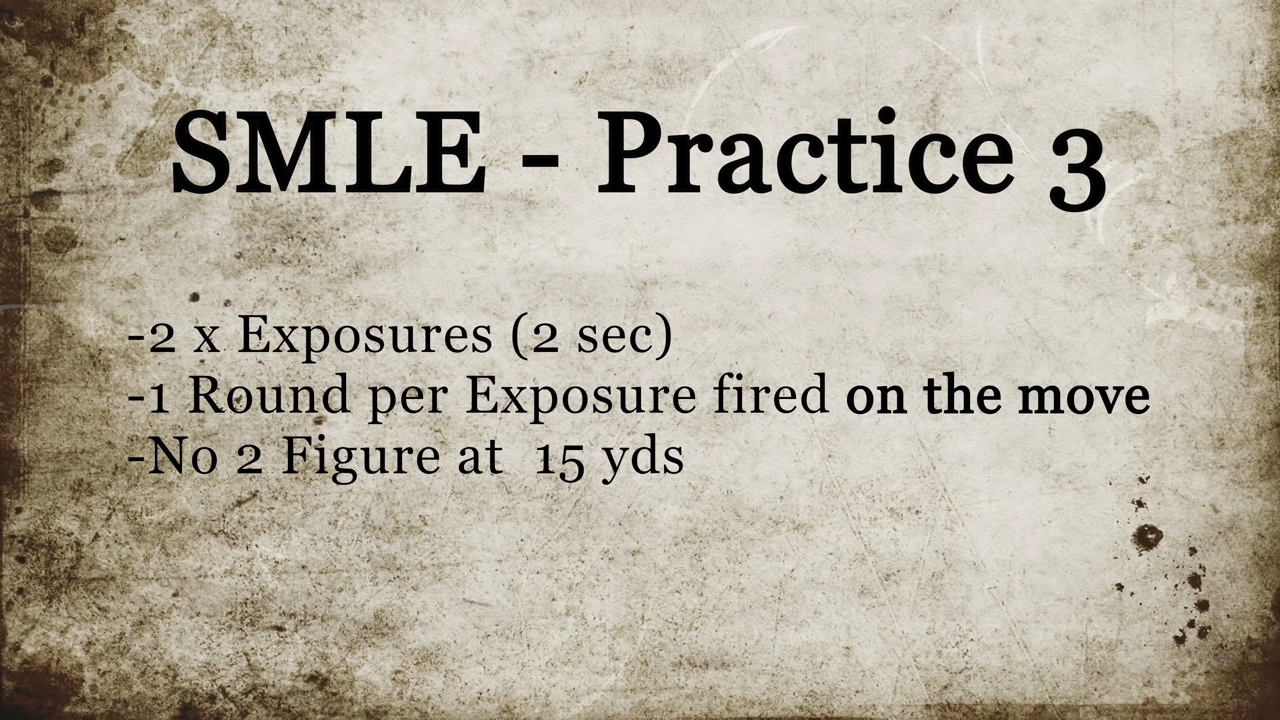 SMLE - Practice 3
-2 x Exposures (2 sec)
-1 Round per Exposure fired on the move
-No 2 Figure at  15 yds